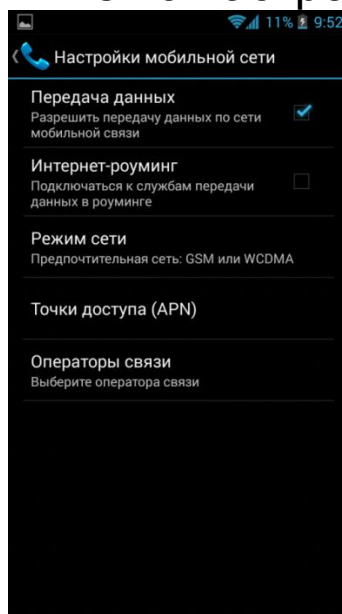 11% 9:52
Настройки мобильной сети
Передача данных
Разрешить передачу данных по сети
мобильной связи
Интернет-роуминг
Подключаться к службам передачи
данных в роуминге
Режим сети
Предпочтительная сеть: GSM или WCDMA
Точки доступа (APN)
Операторы связи
Выберите оператора связи